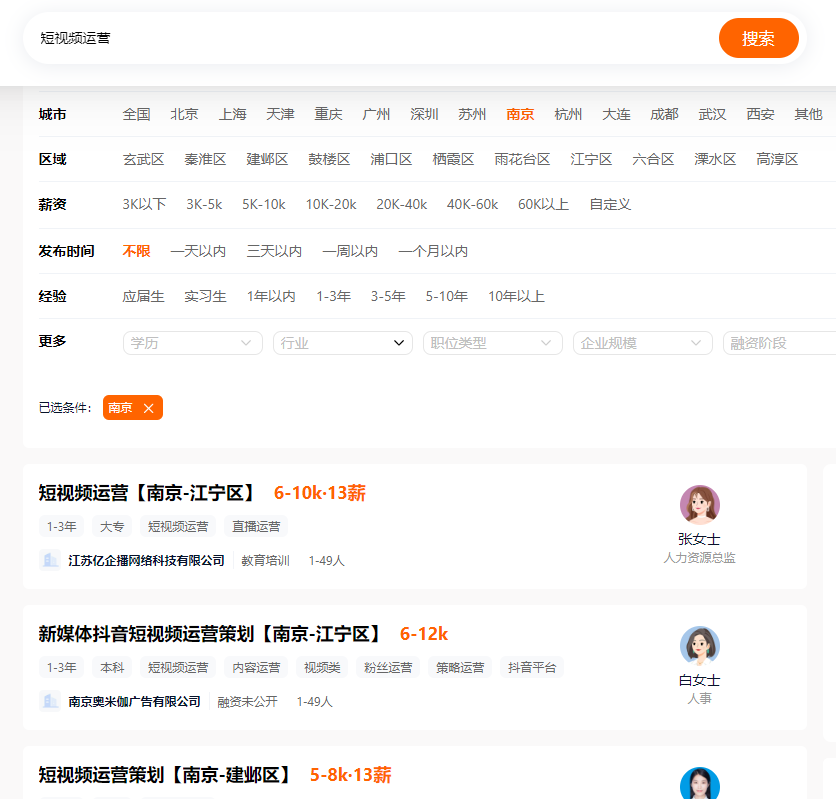 短视频运营
搜索
城市 全国 北京 上海 天津 重庆 广州 深圳 苏州 南京 杭州 大连 成都 武汉 西安 其他
区域 玄武区 秦淮区 建邺区 鼓楼区 浦口区 栖霞区 雨花台区 江宁区 六合区 溧水区 高淳区
薪资 3K以下 3K-5k 5K-10k 10K-20k 20K-40k 40K-60k 60K以上 自定义
发布时间 不限 一天以内 三天以内 一周以内 一个月以内
经验 应届生 实习生 1年以内 1-3年 3-5年 5-10年 10年以上
更多 学历 行业 职位类型 企业规模 融资阶段
已选条件： 南京
短视频运营【南京-江宁区】 6-10k·13薪
1-3年 大专 短视频运营 直播运营
江苏亿企播网络科技有限公司 教育培训 1-49人
张女士
人力资源总监
新媒体抖音短视频运营策划【南京-江宁区】 6-12k
1-3年 本科 短视频运营 内容运营 视频类 粉丝运营 策略运营 抖音平台
南京奥米伽广告有限公司 融资未公开 1-49人
白女士
人事
短视频运营策划【南京-建邺区】 5-8k·13薪